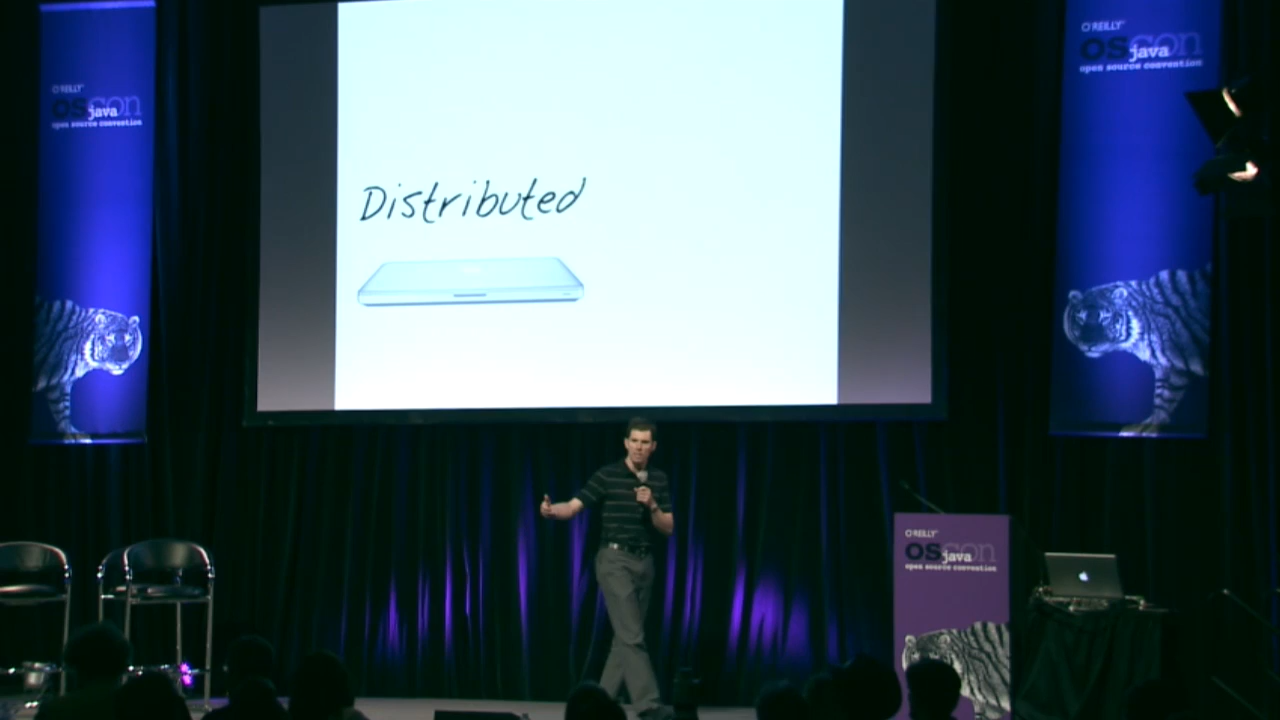 O'REILLY
oscon
java
open source convention
Distributed
O'REILLY
oscon
java
open source convention
O'REILLY
oscon
java
open source convention